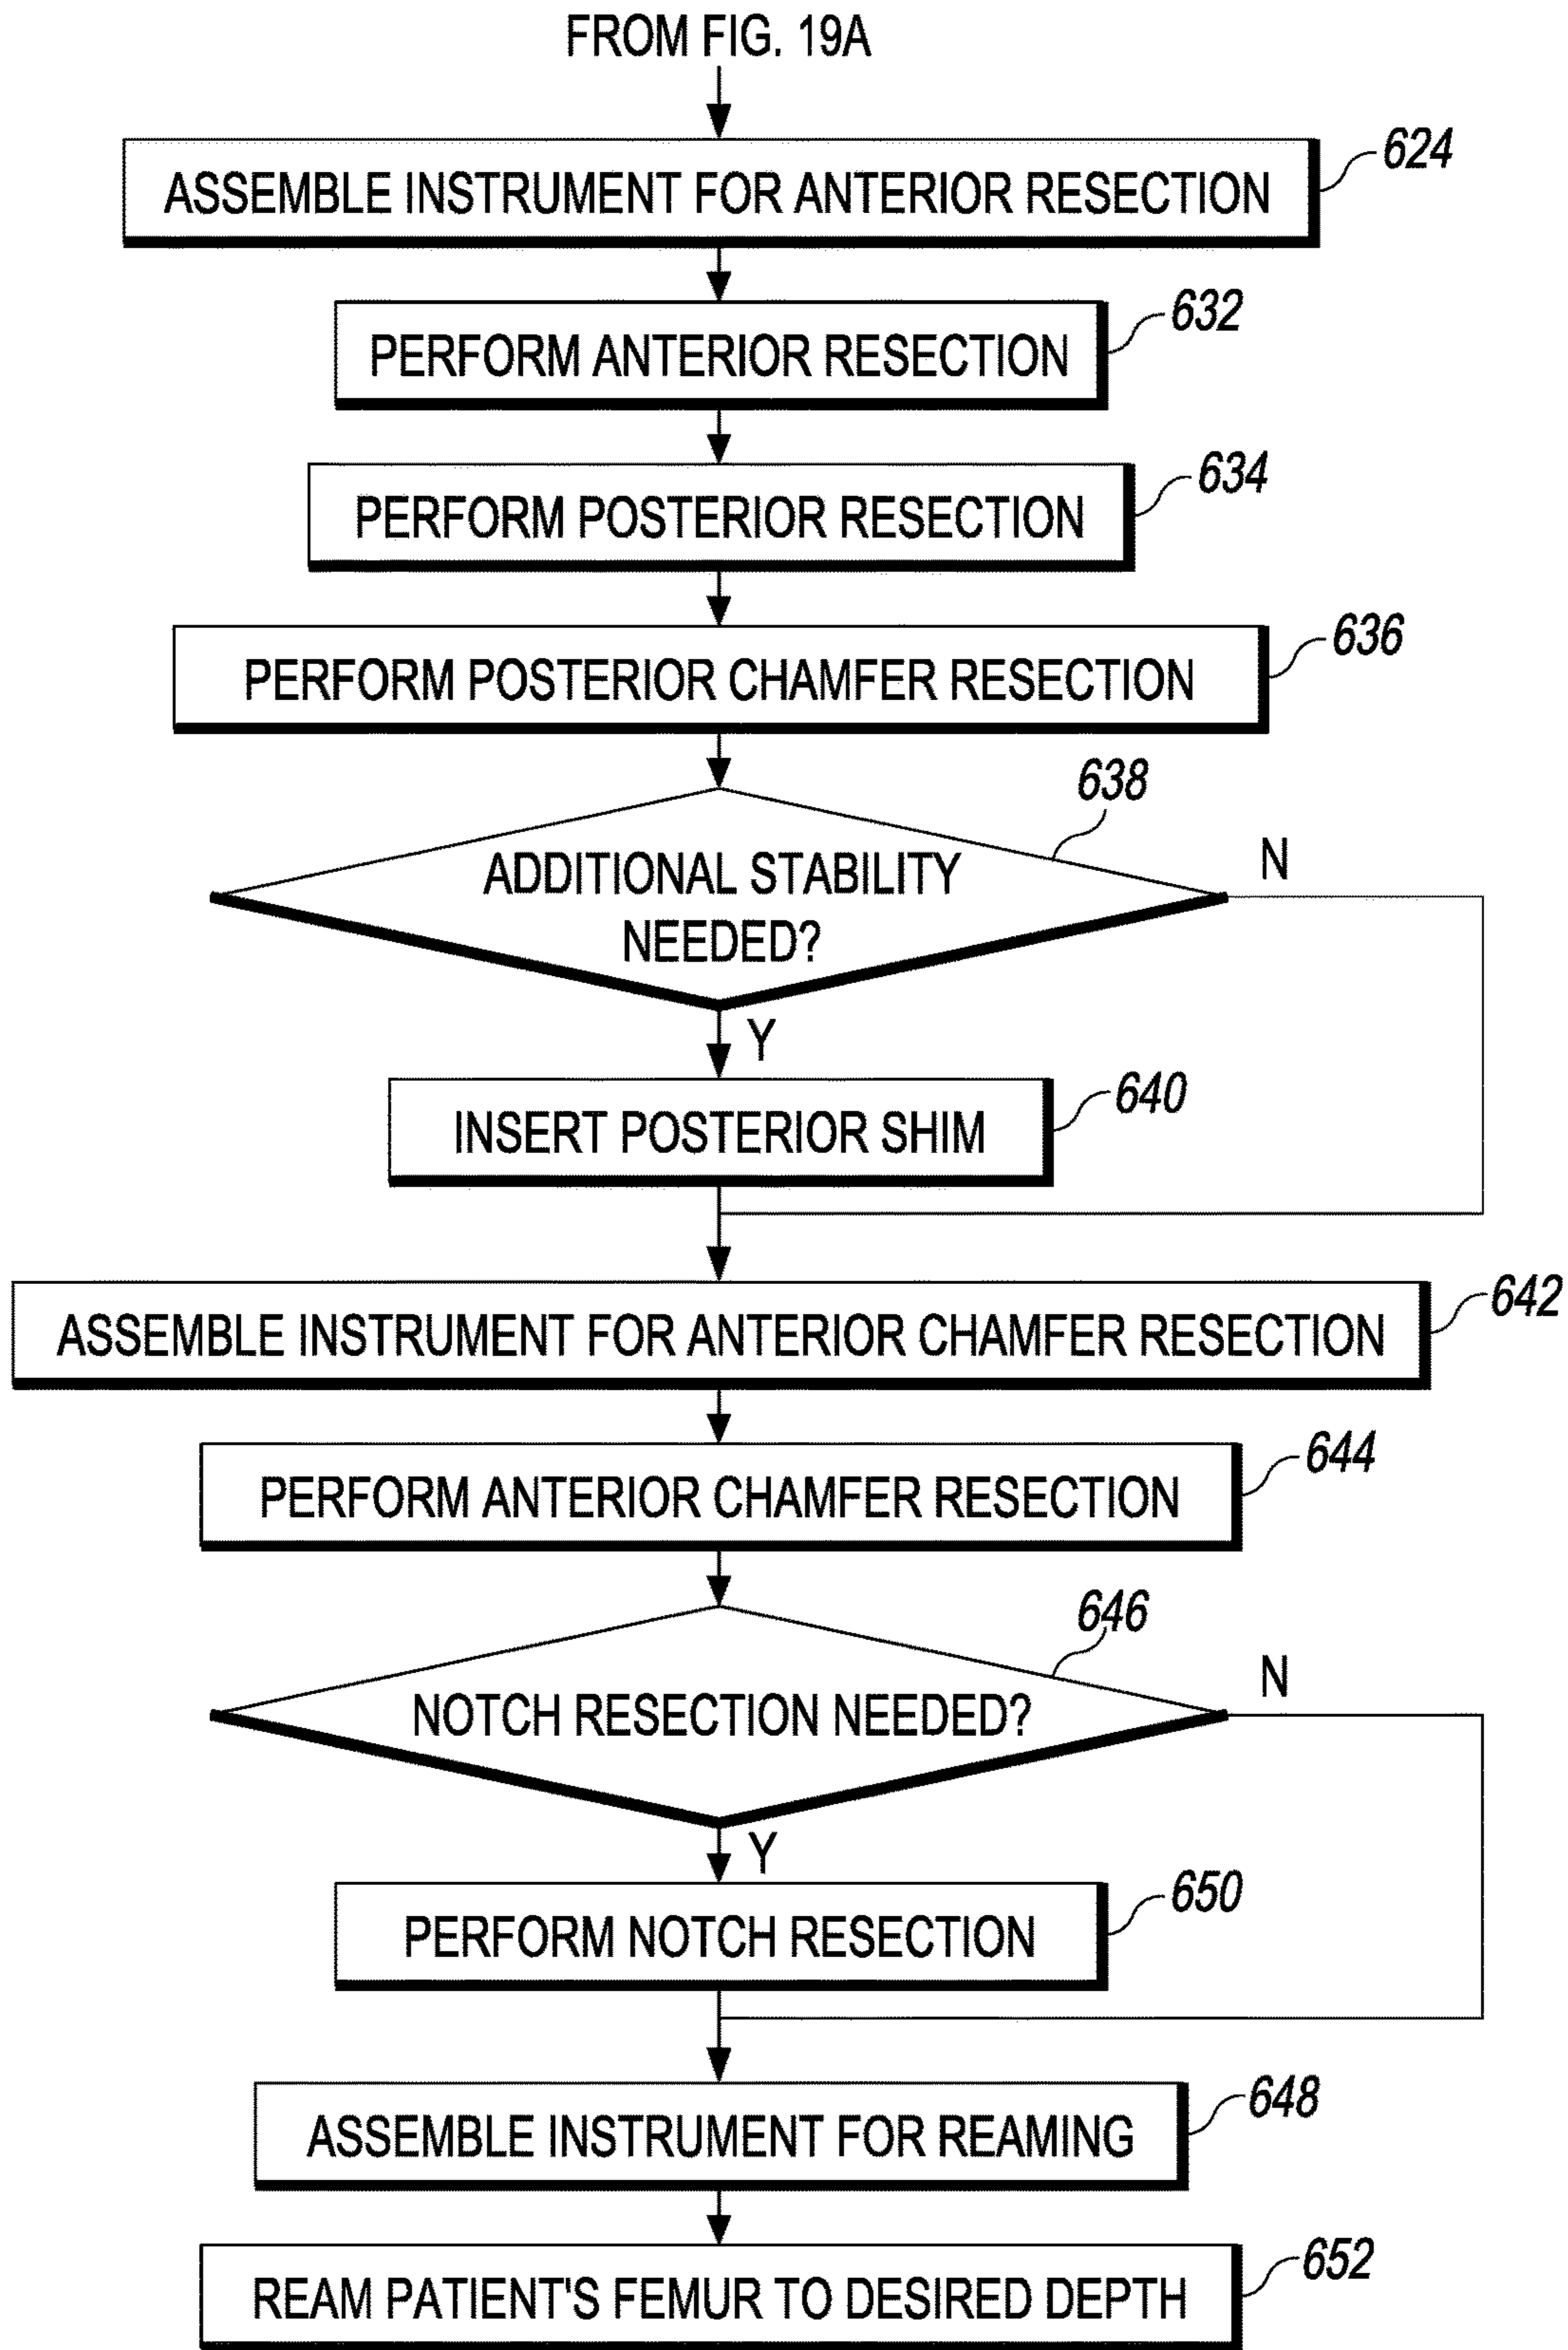 FROM FIG. 19A
ASSEMBLE INSTRUMENT FOR ANTERIOR RESECTION
624
PERFORM ANTERIOR RESECTION
632
PERFORM POSTERIOR RESECTION
634
PERFORM POSTERIOR CHAMFER RESECTION
636
638
ADDITIONAL STABILITY
NEEDED?
N
Y
INSERT POSTERIOR SHIM
640
ASSEMBLE INSTRUMENT FOR ANTERIOR CHAMFER RESECTION
642
PERFORM ANTERIOR CHAMFER RESECTION
644
646
NOTCH RESECTION NEEDED?
N
Y
PERFORM NOTCH RESECTION
650
ASSEMBLE INSTRUMENT FOR REAMING
648
REAM PATIENT'S FEMUR TO DESIRED DEPTH
652